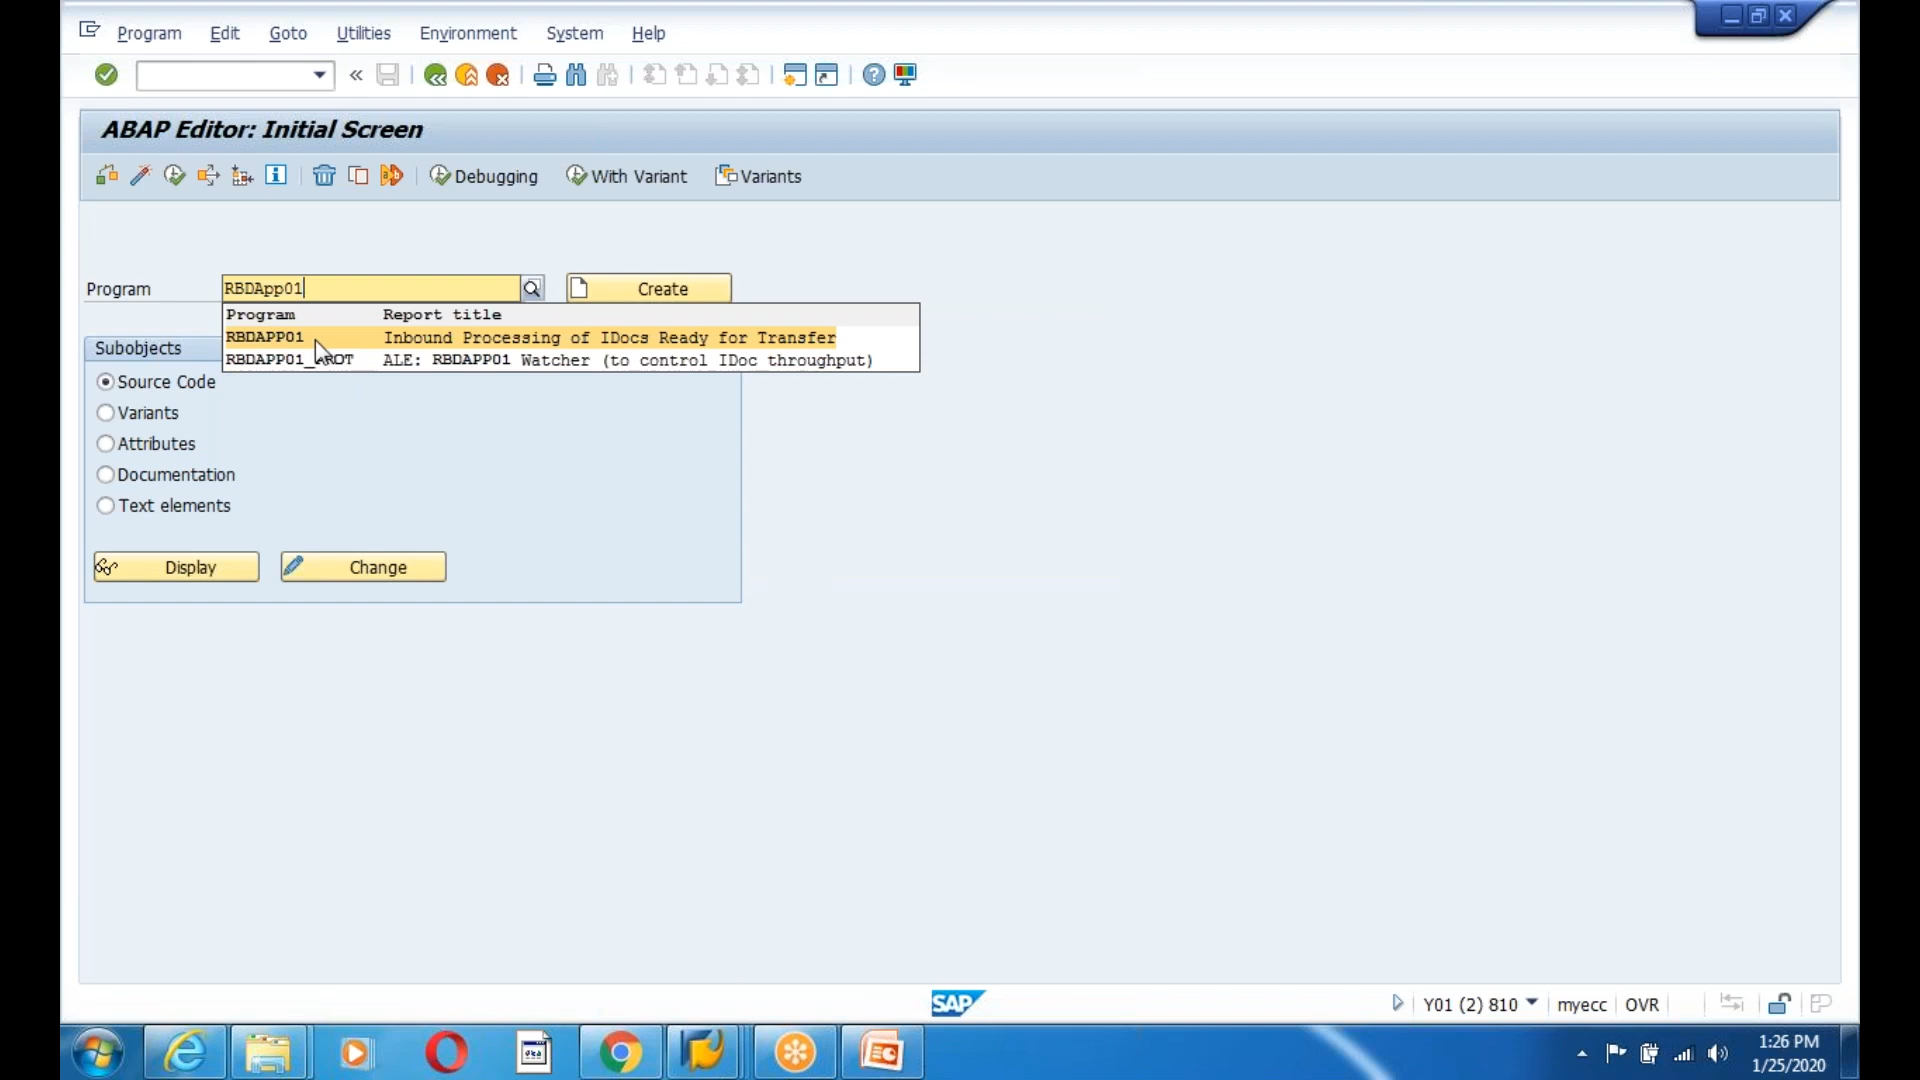 Program Edit Goto Utilities Environment System Help
ABAP Editor: Initial Screen
Debugging With Variant Variants
Program RBDApp01 Create
Program Report title
RBDAPP01 Inbound Processing of IDocs Ready for Transfer
ALE: RBDAPP01 Watcher (to control IDoc throughput)
Subobjects
Source Code
Variants
Attributes
Documentation
Text elements
Display Change
SAP Y01 (2) 810 myecc OVR
1:26 PM
1/25/2020